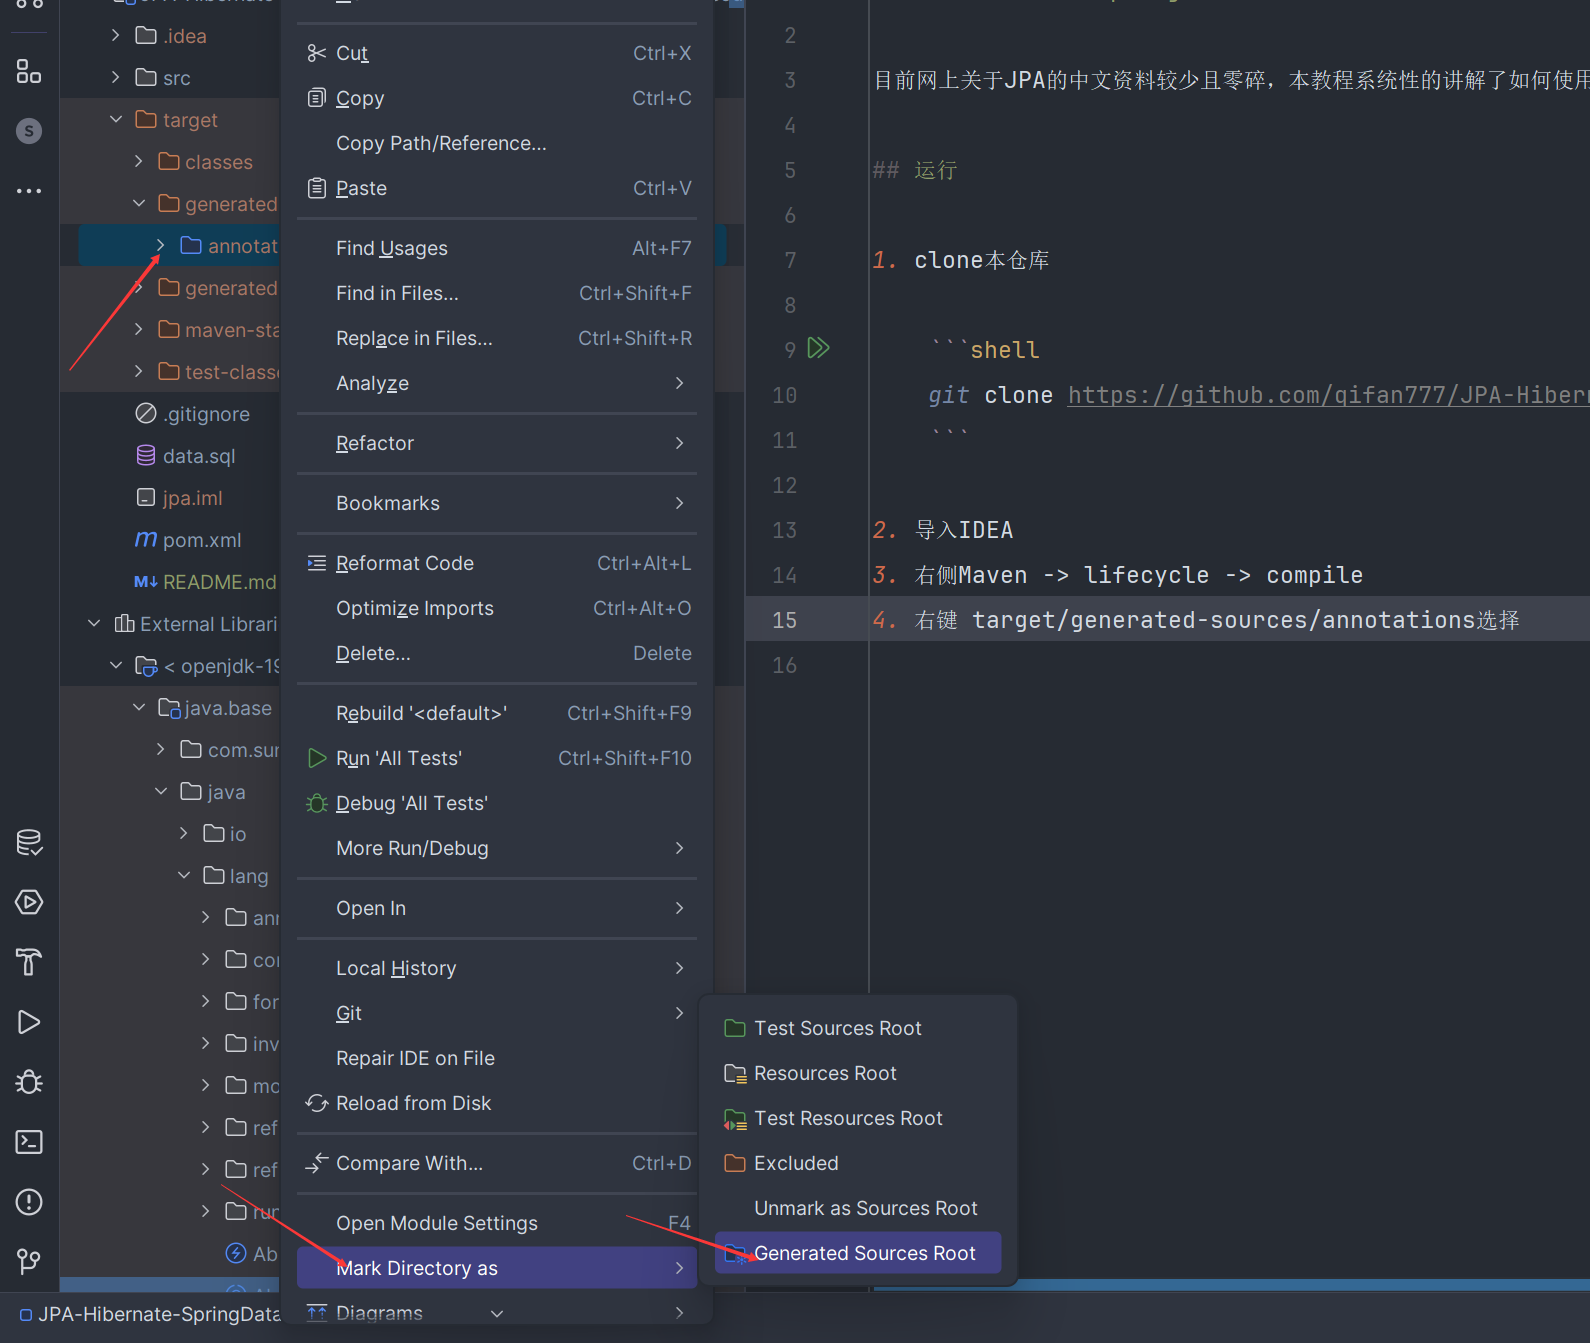 .idea
src
target
classes
generated
annotat
generated
maven-sta
test-classe
.gitignore
data.sql
jpa.iml
pom.xml
README.md
External Librari
< openjdk-19
java.base
com.sun
java
io
lang
ann
cor
for
inv
mo
ref
ref
run
Ab
JPA-Hibernate-SpringData
Cut Ctrl+X
Copy Ctrl+C
Copy Path/Reference...
Paste Ctrl+V
Find Usages Alt+F7
Find in Files... Ctrl+Shift+F
Replace in Files... Ctrl+Shift+R
Analyze
Refactor
Bookmarks
Reformat Code Ctrl+Alt+L
Optimize Imports Ctrl+Alt+O
Delete... Delete
Rebuild '<default>' Ctrl+Shift+F9
Run 'All Tests' Ctrl+Shift+F10
Debug 'All Tests'
More Run/Debug
Open In
Local History
Git
Repair IDE on File
Reload from Disk
Compare With... Ctrl+D
Open Module Settings F4
Mark Directory as
Diagrams
Test Sources Root
Resources Root
Test Resources Root
Excluded
Unmark as Sources Root
Generated Sources Root
2
3 目前网上关于JPA的中文资料较少且零碎，本教程系统性的讲解了如何使用
4
5 ## 运行
6
7 1. clone本仓库
8
9 ```shell
10 git clone https://github.com/qifan777/JPA-Hibern
11 ```
12
13 2. 导入IDEA
14 3. 右侧Maven -> lifecycle -> compile
15 4. 右键 target/generated-sources/annotations选择
16